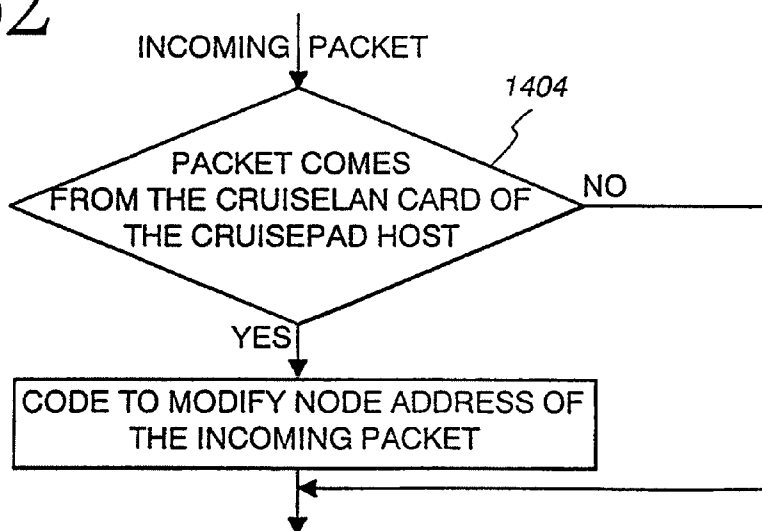 INCOMING PACKET
1404
PACKET COMES
FROM THE CRUISELAN CARD OF
THE CRUISEPAD HOST
NO
YES
CODE TO MODIFY NODE ADDRESS OF
THE INCOMING PACKET